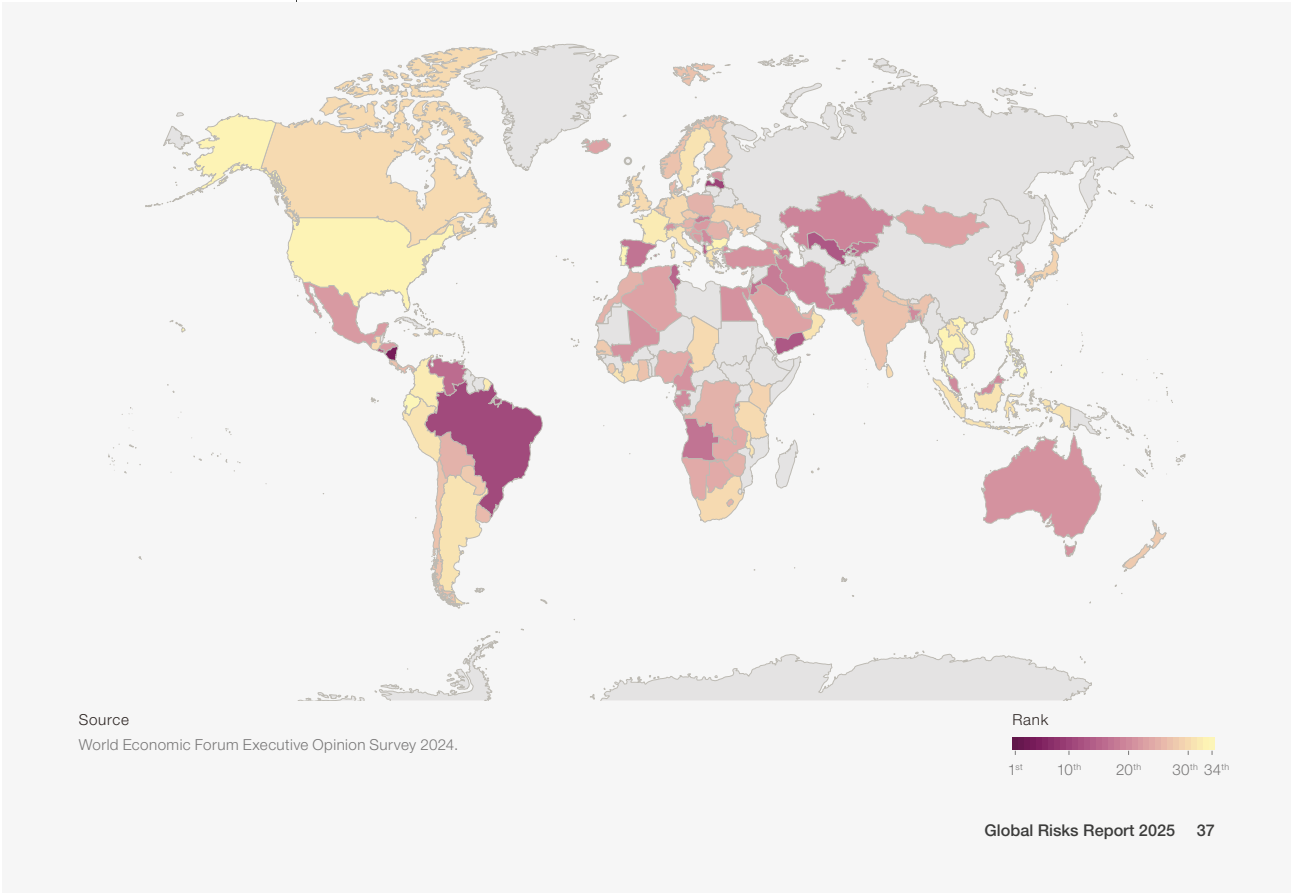 Source
World Economic Forum Executive Opinion Survey 2024.
Rank
1st 10th 20th 30th 34th
Global Risks Report 2025 37